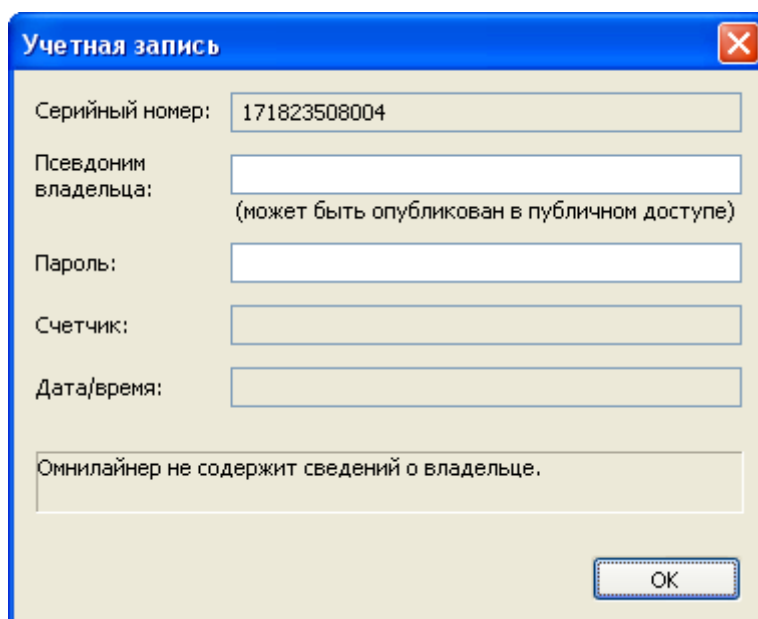 Учетная запись
Серийный номер: 171823508004
Псевдоним
владельца:
(может быть опубликован в публичном доступе)
Пароль:
Счетчик:
Дата/время:
Омнилайнер не содержит сведений о владельце.
OK